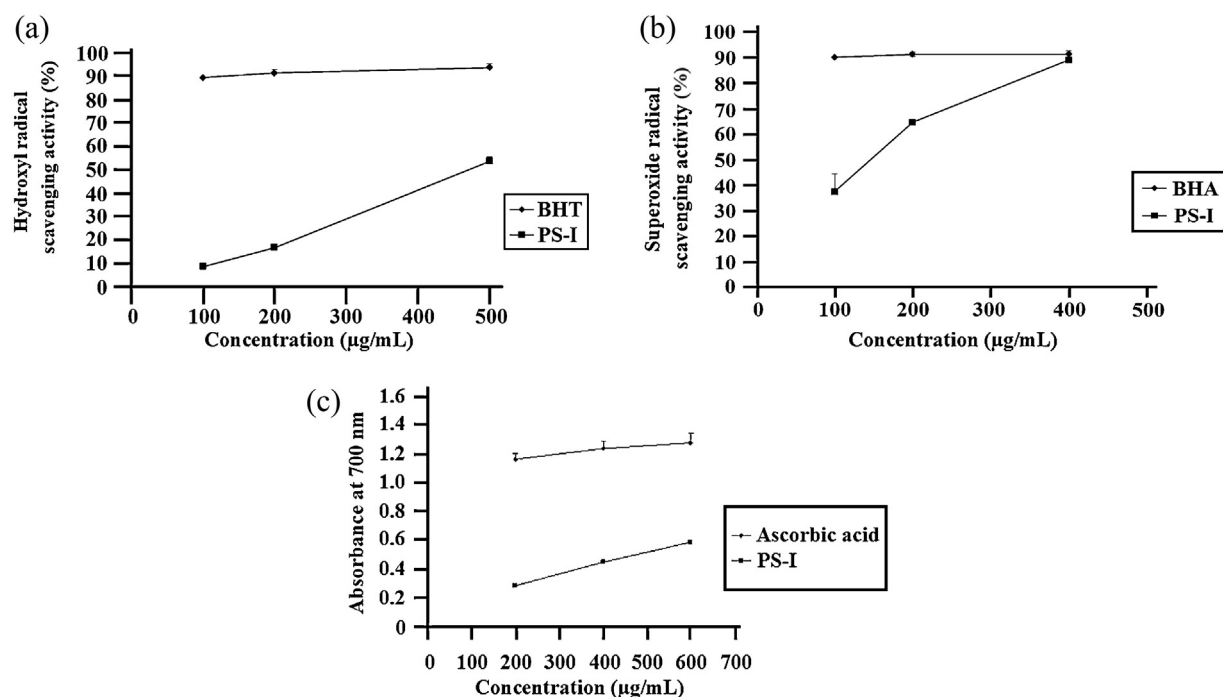 (a)
Hydroxyl radical
scavenging activity (%)
100
90
80
70
60
50
40
30
20
10
0
0 100 200 300 400 500
Concentration (µg/mL)
BHT
PS-I
(b)
Superoxide radical
scavenging activity (%)
100
90
80
70
60
50
40
30
20
10
0
0 100 200 300 400 500
Concentration (µg/mL)
BHA
PS-I
(c)
Absorbance at 700 nm
1.6
1.4
1.2
1.0
0.8
0.6
0.4
0.2
0
0 100 200 300 400 500 600 700
Concentration (µg/mL)
Ascorbic acid
PS-I